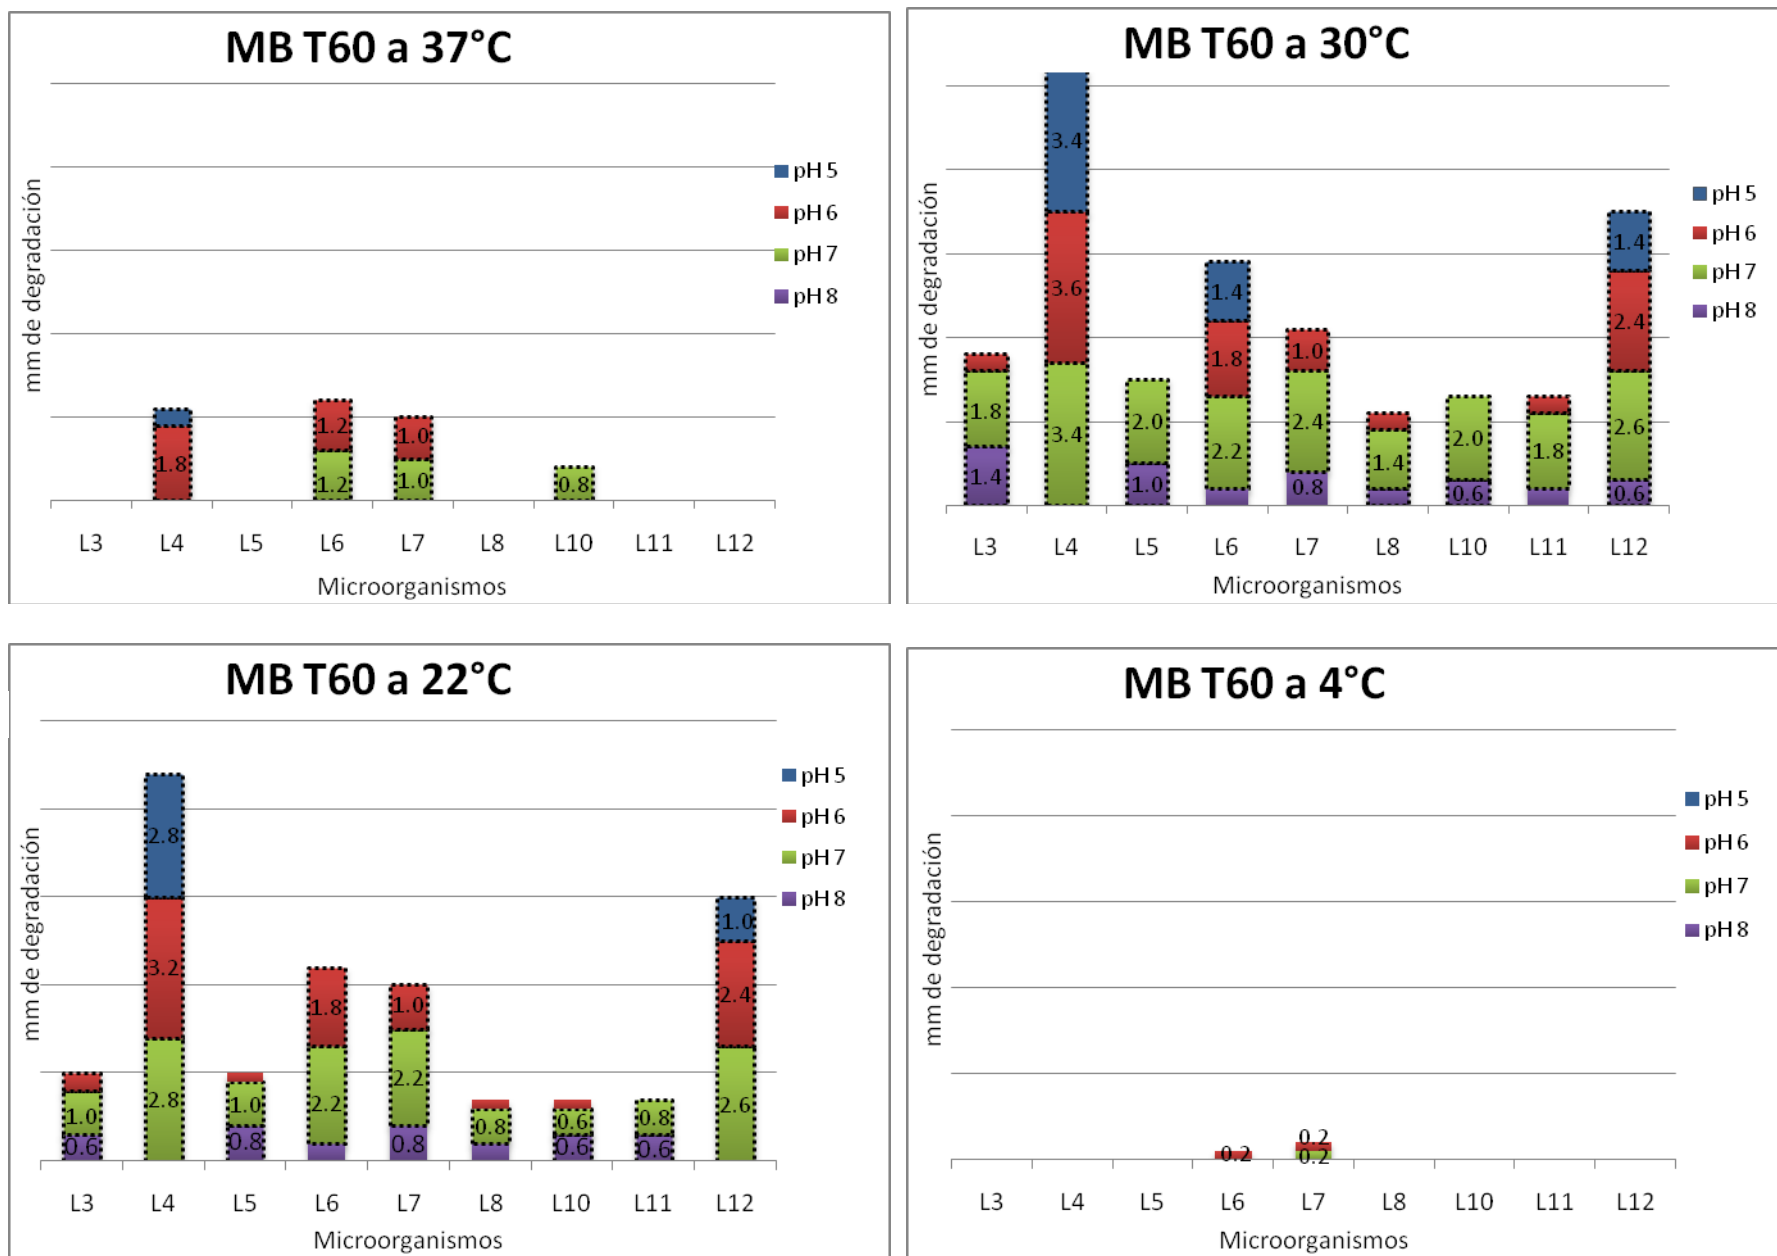 MB T60 a 37°C
mm de degradación
pH 5
pH 6
pH 7
pH 8
1.8
1.2
1.2
1.0
1.0
0.8
L3 L4 L5 L6 L7 L8 L10 L11 L12
Microorganismos
MB T60 a 30°C
mm de degradación
pH 5
pH 6
pH 7
pH 8
1.8
1.4
3.4
3.6
3.4
2.0
1.0
1.4
1.8
2.2
1.0
2.4
0.8
1.4
2.0
0.6
1.8
1.4
2.4
2.6
0.6
L3 L4 L5 L6 L7 L8 L10 L11 L12
Microorganismos
MB T60 a 22°C
mm de degradación
pH 5
pH 6
pH 7
pH 8
1.0
0.6
2.8
3.2
2.8
1.0
0.8
1.8
2.2
1.0
2.2
0.8
0.8
0.6
0.6
0.8
0.6
1.0
2.4
2.6
L3 L4 L5 L6 L7 L8 L10 L11 L12
Microorganismos
MB T60 a 4°C
mm de degradación
pH 5
pH 6
pH 7
pH 8
0.2
0.2
0.2
L3 L4 L5 L6 L7 L8 L10 L11 L12
Microorganismos